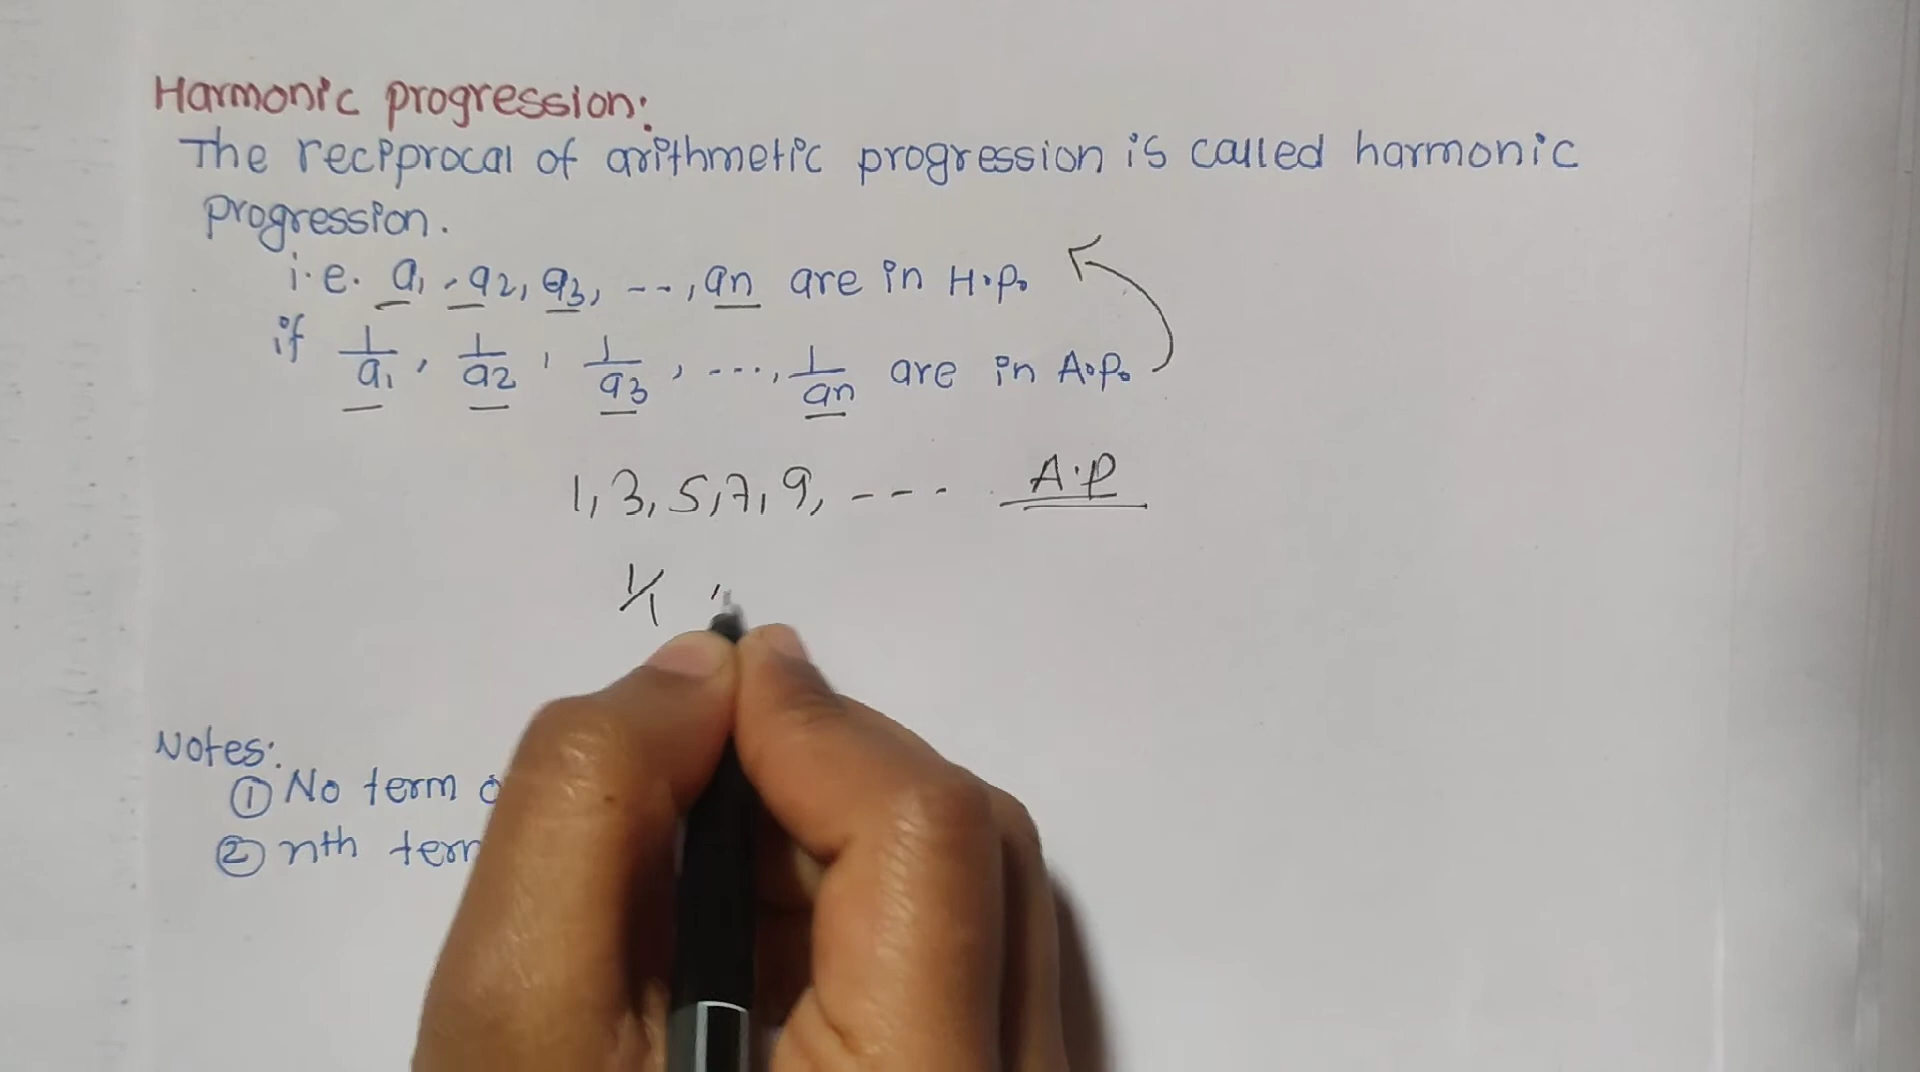 Harmonic progression:
The reciprocal of arithmetic progression is called harmonic
progression.
i.e. a1, a2, a3, ---, an are in H.P.
if 1/a1, 1/a2, 1/a3, ...., 1/an are in A.P.
1, 3, 5, 7, 9, --- A.P
1/1
Notes:
① No term
② nth term